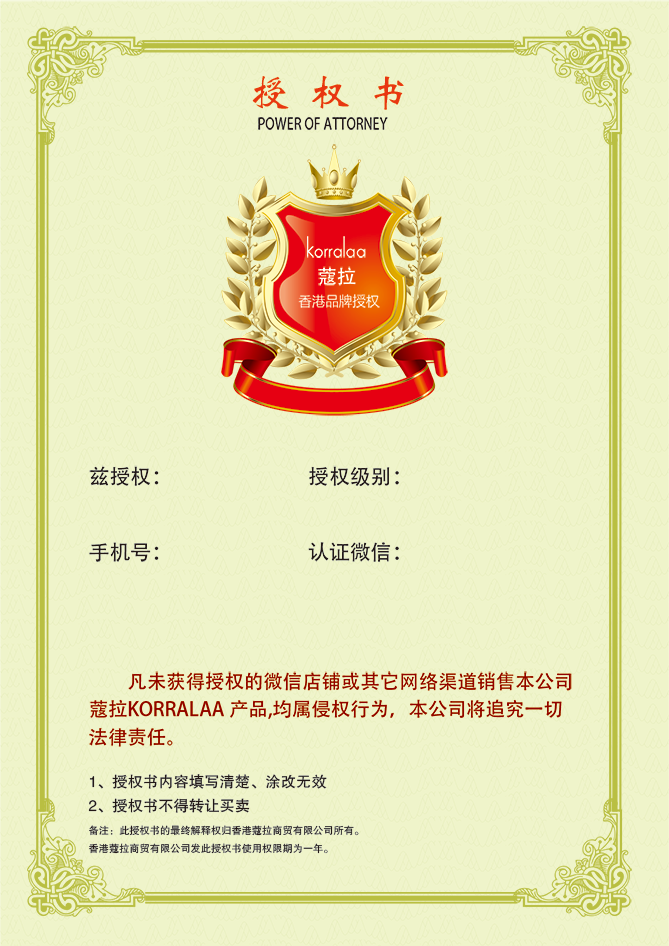 授权书
POWER OF ATTORNEY
korralaa
蔻拉
香港品牌授权
兹授权： 授权级别：
手机号： 认证微信：
凡未获得授权的微信店铺或其它网络渠道销售本公司
蔻拉KORRALAA 产品,均属侵权行为，本公司将追究一切
法律责任。
1、授权书内容填写清楚、涂改无效
2、授权书不得转让买卖
备注：此授权书的最终解释权归香港蔻拉商贸有限公司所有。
香港蔻拉商贸有限公司发此授权书使用权限期为一年。